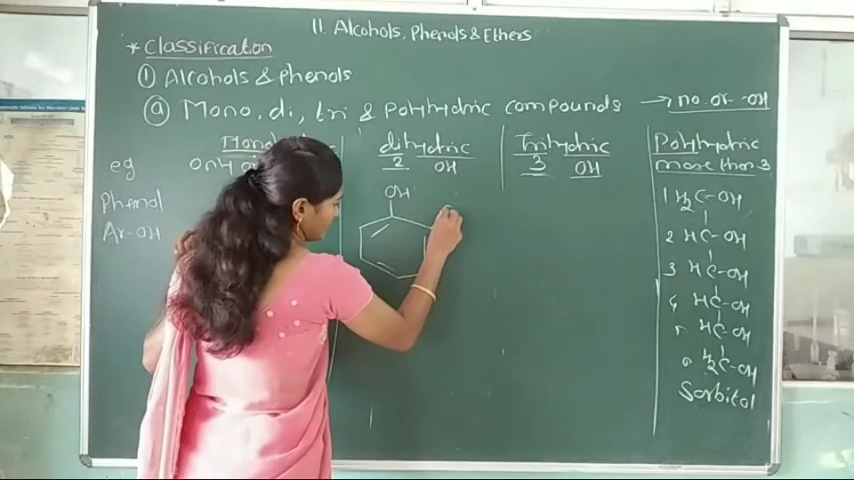 11. Alcohols, Phenols & Ethers
* Classification
① Alcohols & Phenols
ⓐ Mono, di, tri & Polyhydric compounds → no. of -OH
dihydric
2 OH
Trihydric
3 OH
Polyhydric
more than 3
eg
only
Phenol
Ar-OH
OH
1 H₂C-OH
2 HC-OH
3 HC-OH
4 HC-OH
5 HC-OH
6 H₂C-OH
Sorbitol